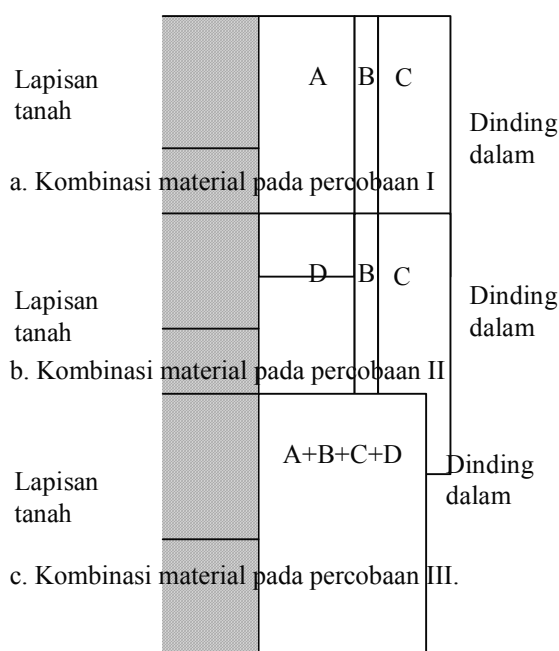 Lapisan
tanah
A B C
Dinding
dalam
a. Kombinasi material pada percobaan I
Lapisan
tanah
D B C
Dinding
dalam
b. Kombinasi material pada percobaan II
Lapisan
tanah
A+B+C+D
Dinding
dalam
c. Kombinasi material pada percobaan III.